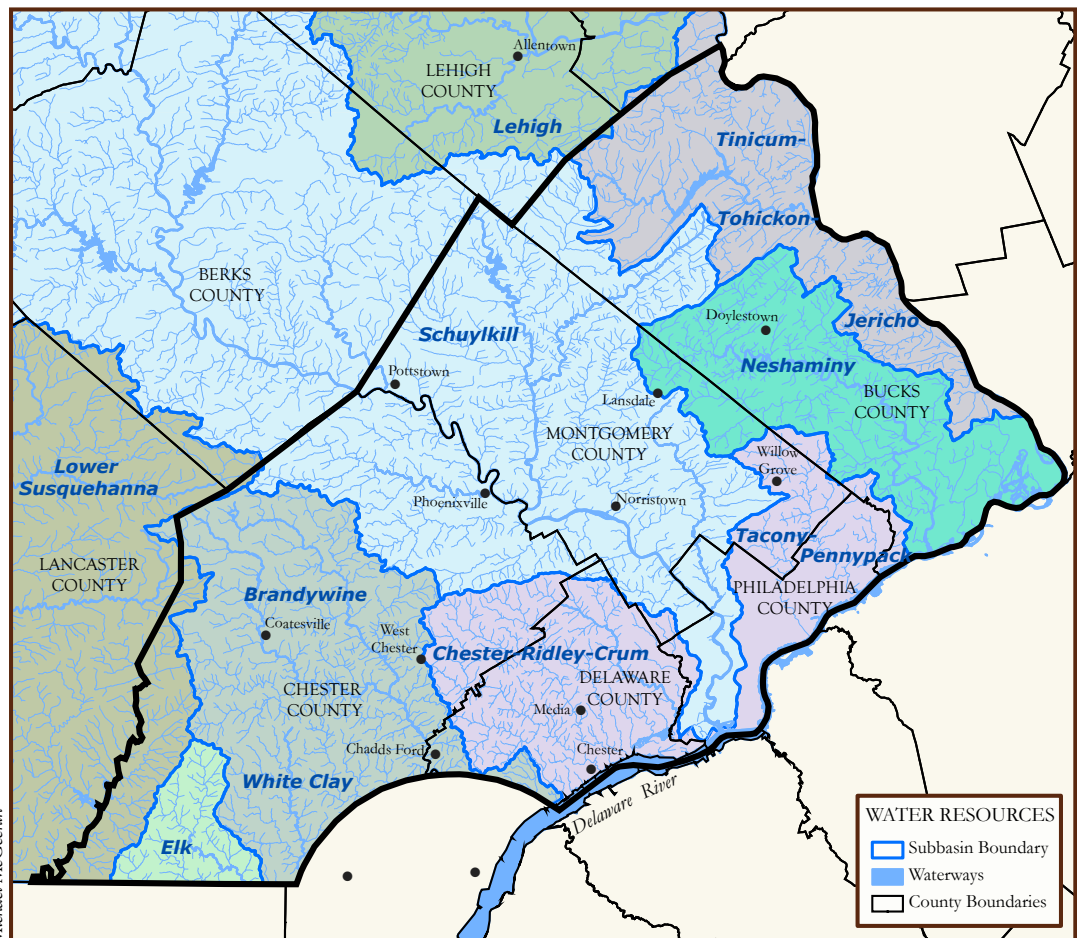 Allentown
LEHIGH
COUNTY
Lehigh
Tinicum-
Tohickon-
BERKS
COUNTY
Doylestown
Jericho
Schuylkill
Neshaminy
Pottstown
BUCKS
COUNTY
Lansdale
MONTGOMERY
COUNTY
Willow
Grove
Lower
Susquehanna
Phoenixville
Norristown
Tacony-
Pennypack
LANCASTER
COUNTY
PHILADELPHIA
COUNTY
Brandywine
Coatesville
West
Chester
Chester-Ridley-Crum
DELAWARE
COUNTY
CHESTER
COUNTY
Media
Chadds Ford
Chester
White Clay
Delaware River
Elk
WATER RESOURCES
Subbasin Boundary
Waterways
County Boundaries